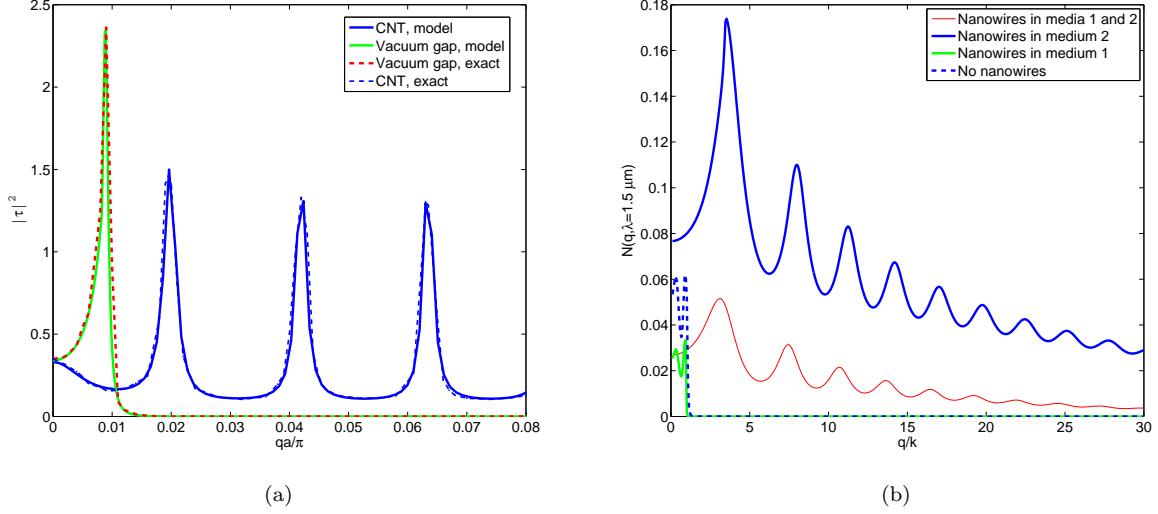 CNT, model
Vacuum gap, model
Vacuum gap, exact
CNT, exact
2.5
2
1.5
1
0.5
0
|τ|²
0
0.01
0.02
0.03
0.04
0.05
0.06
0.07
0.08
qa/π
(a)
Nanowires in media 1 and 2
Nanowires in medium 2
Nanowires in medium 1
No nanowires
0.18
0.16
0.14
0.12
0.1
0.08
0.06
0.04
0.02
0
N(q,λ=1.5 μm)
0
5
10
15
20
25
30
q/k
(b)